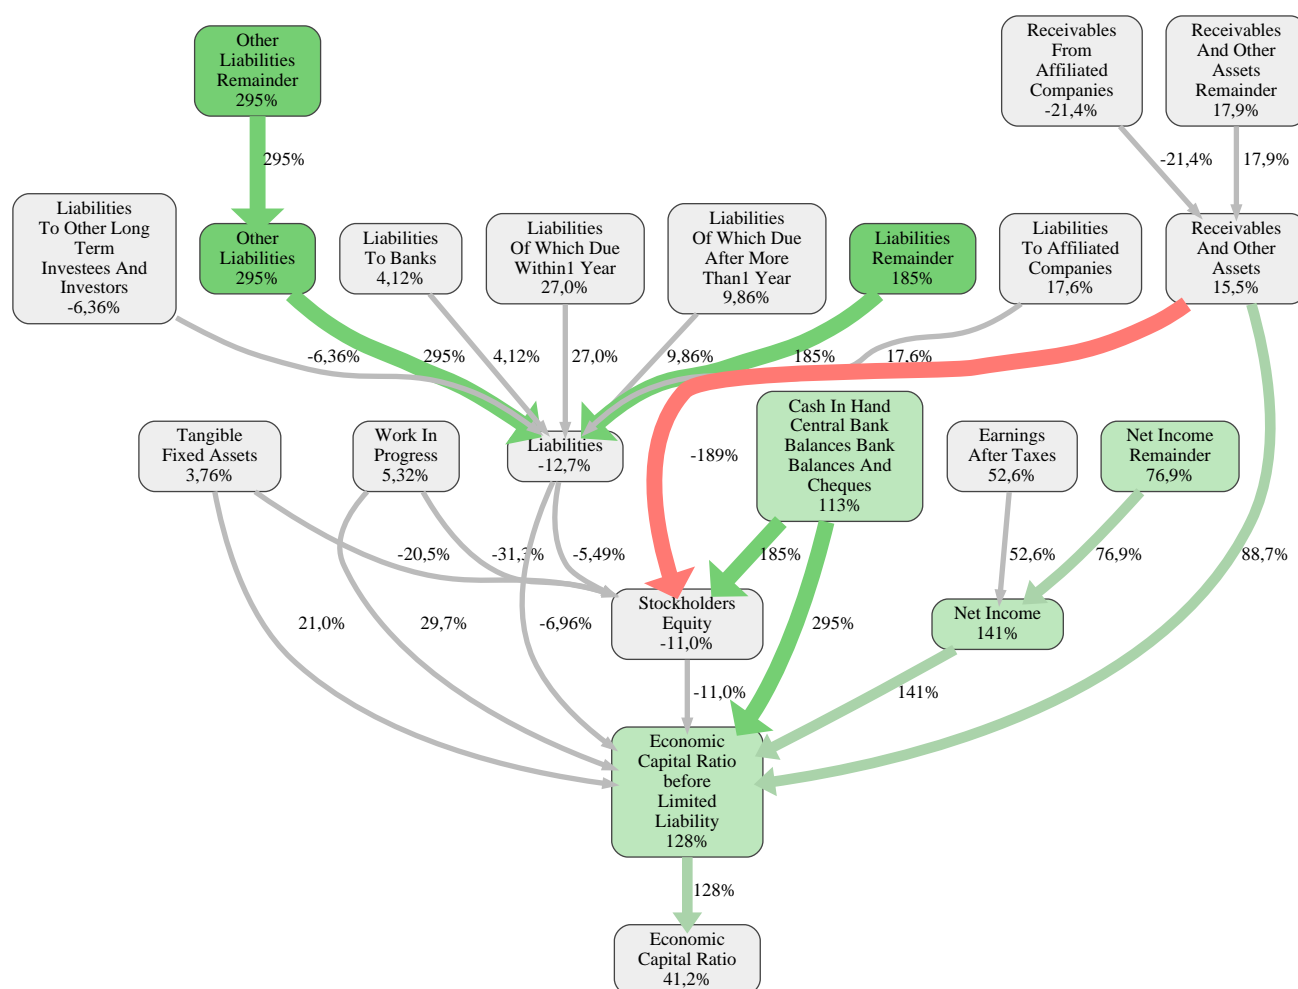 Other
Liabilities
Remainder
295%
Receivables
From
Affiliated
Companies
-21,4%
Receivables
And Other
Assets
Remainder
17,9%
295%
-21,4%
17,9%
Liabilities
To Other Long
Term
Investees And
Investors
-6,36%
Other
Liabilities
295%
Liabilities
To Banks
4,12%
Liabilities
Of Which Due
Within1 Year
27,0%
Liabilities
Of Which Due
After More
Than1 Year
9,86%
Liabilities
Remainder
185%
Liabilities
To Affiliated
Companies
17,6%
Receivables
And Other
Assets
15,5%
-6,36%
295%
4,12%
27,0%
9,86%
185%
17,6%
Tangible
Fixed Assets
3,76%
Work In
Progress
5,32%
Liabilities
-12,7%
-189%
Cash In Hand
Central Bank
Balances Bank
Balances And
Cheques
113%
Earnings
After Taxes
52,6%
Net Income
Remainder
76,9%
-20,5%
-31,3%
-5,49%
185%
52,6%
76,9%
88,7%
Stockholders
Equity
-11,0%
Net Income
141%
21,0%
29,7%
-6,96%
295%
-11,0%
141%
Economic
Capital Ratio
before
Limited
Liability
128%
128%
Economic
Capital Ratio
41,2%